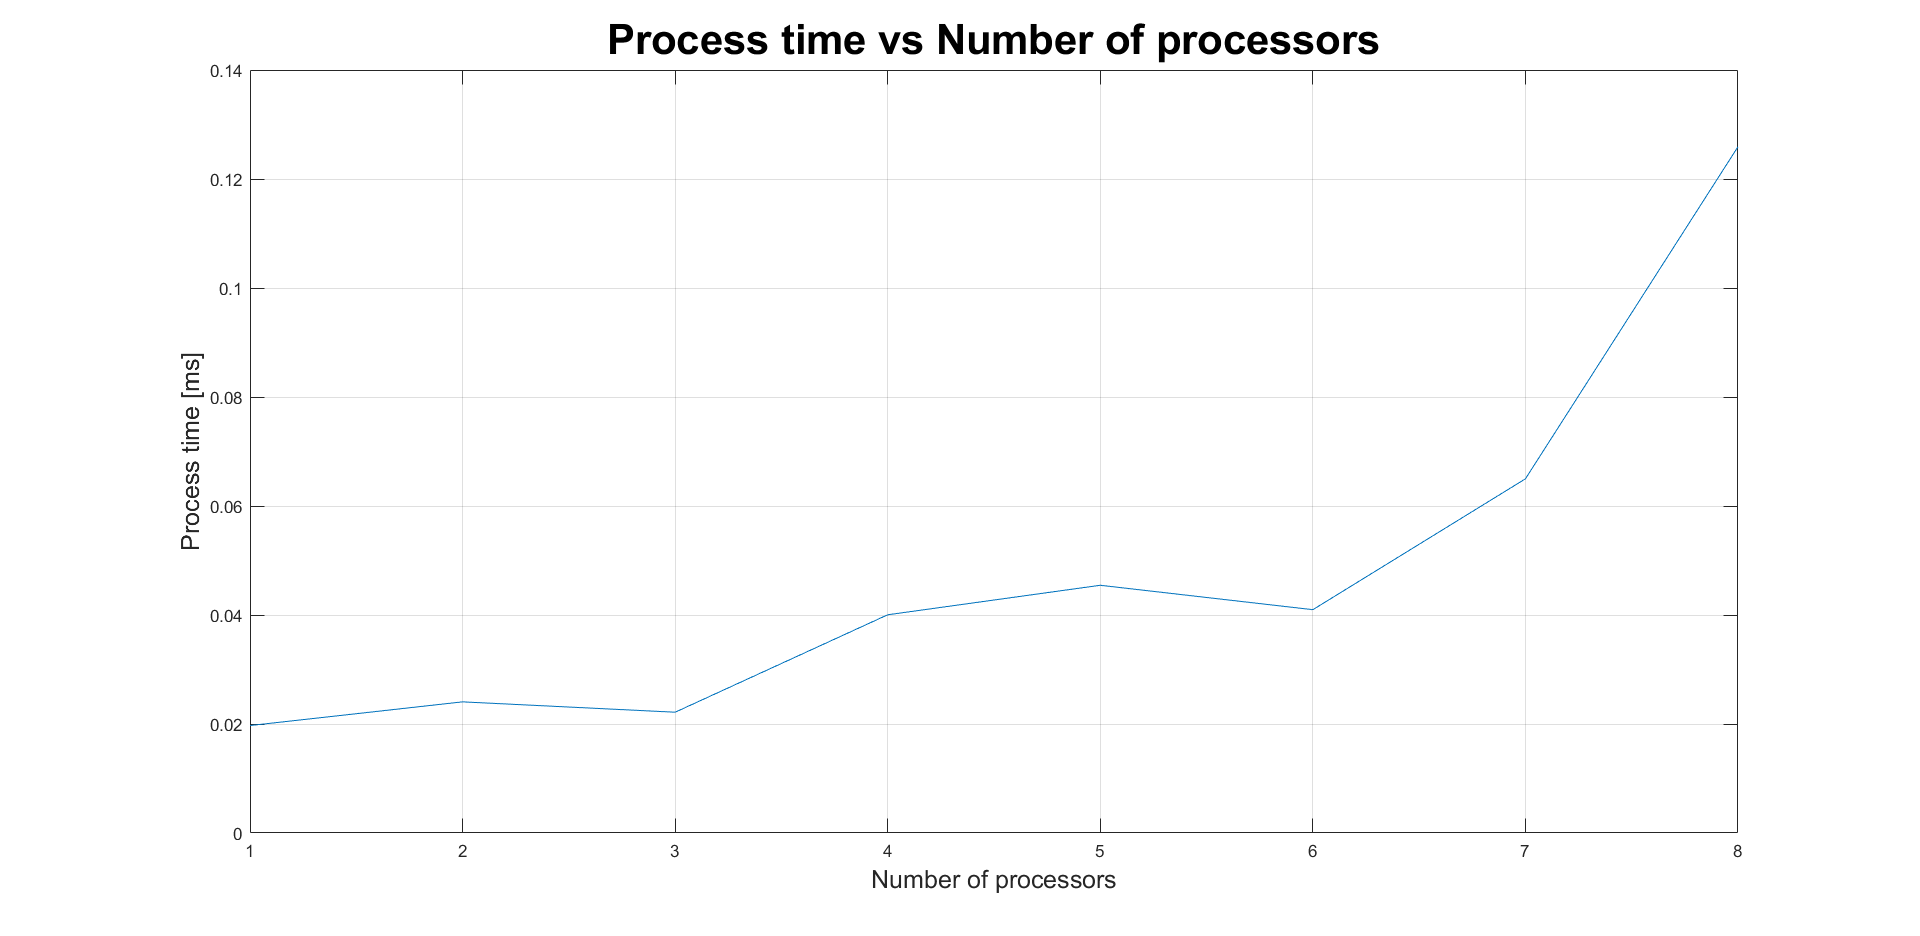 Process time vs Number of processors
0.14
0.12
0.1
0.08
0.06
0.04
0.02
0
Process time [ms]
1 2 3 4 5 6 7 8
Number of processors